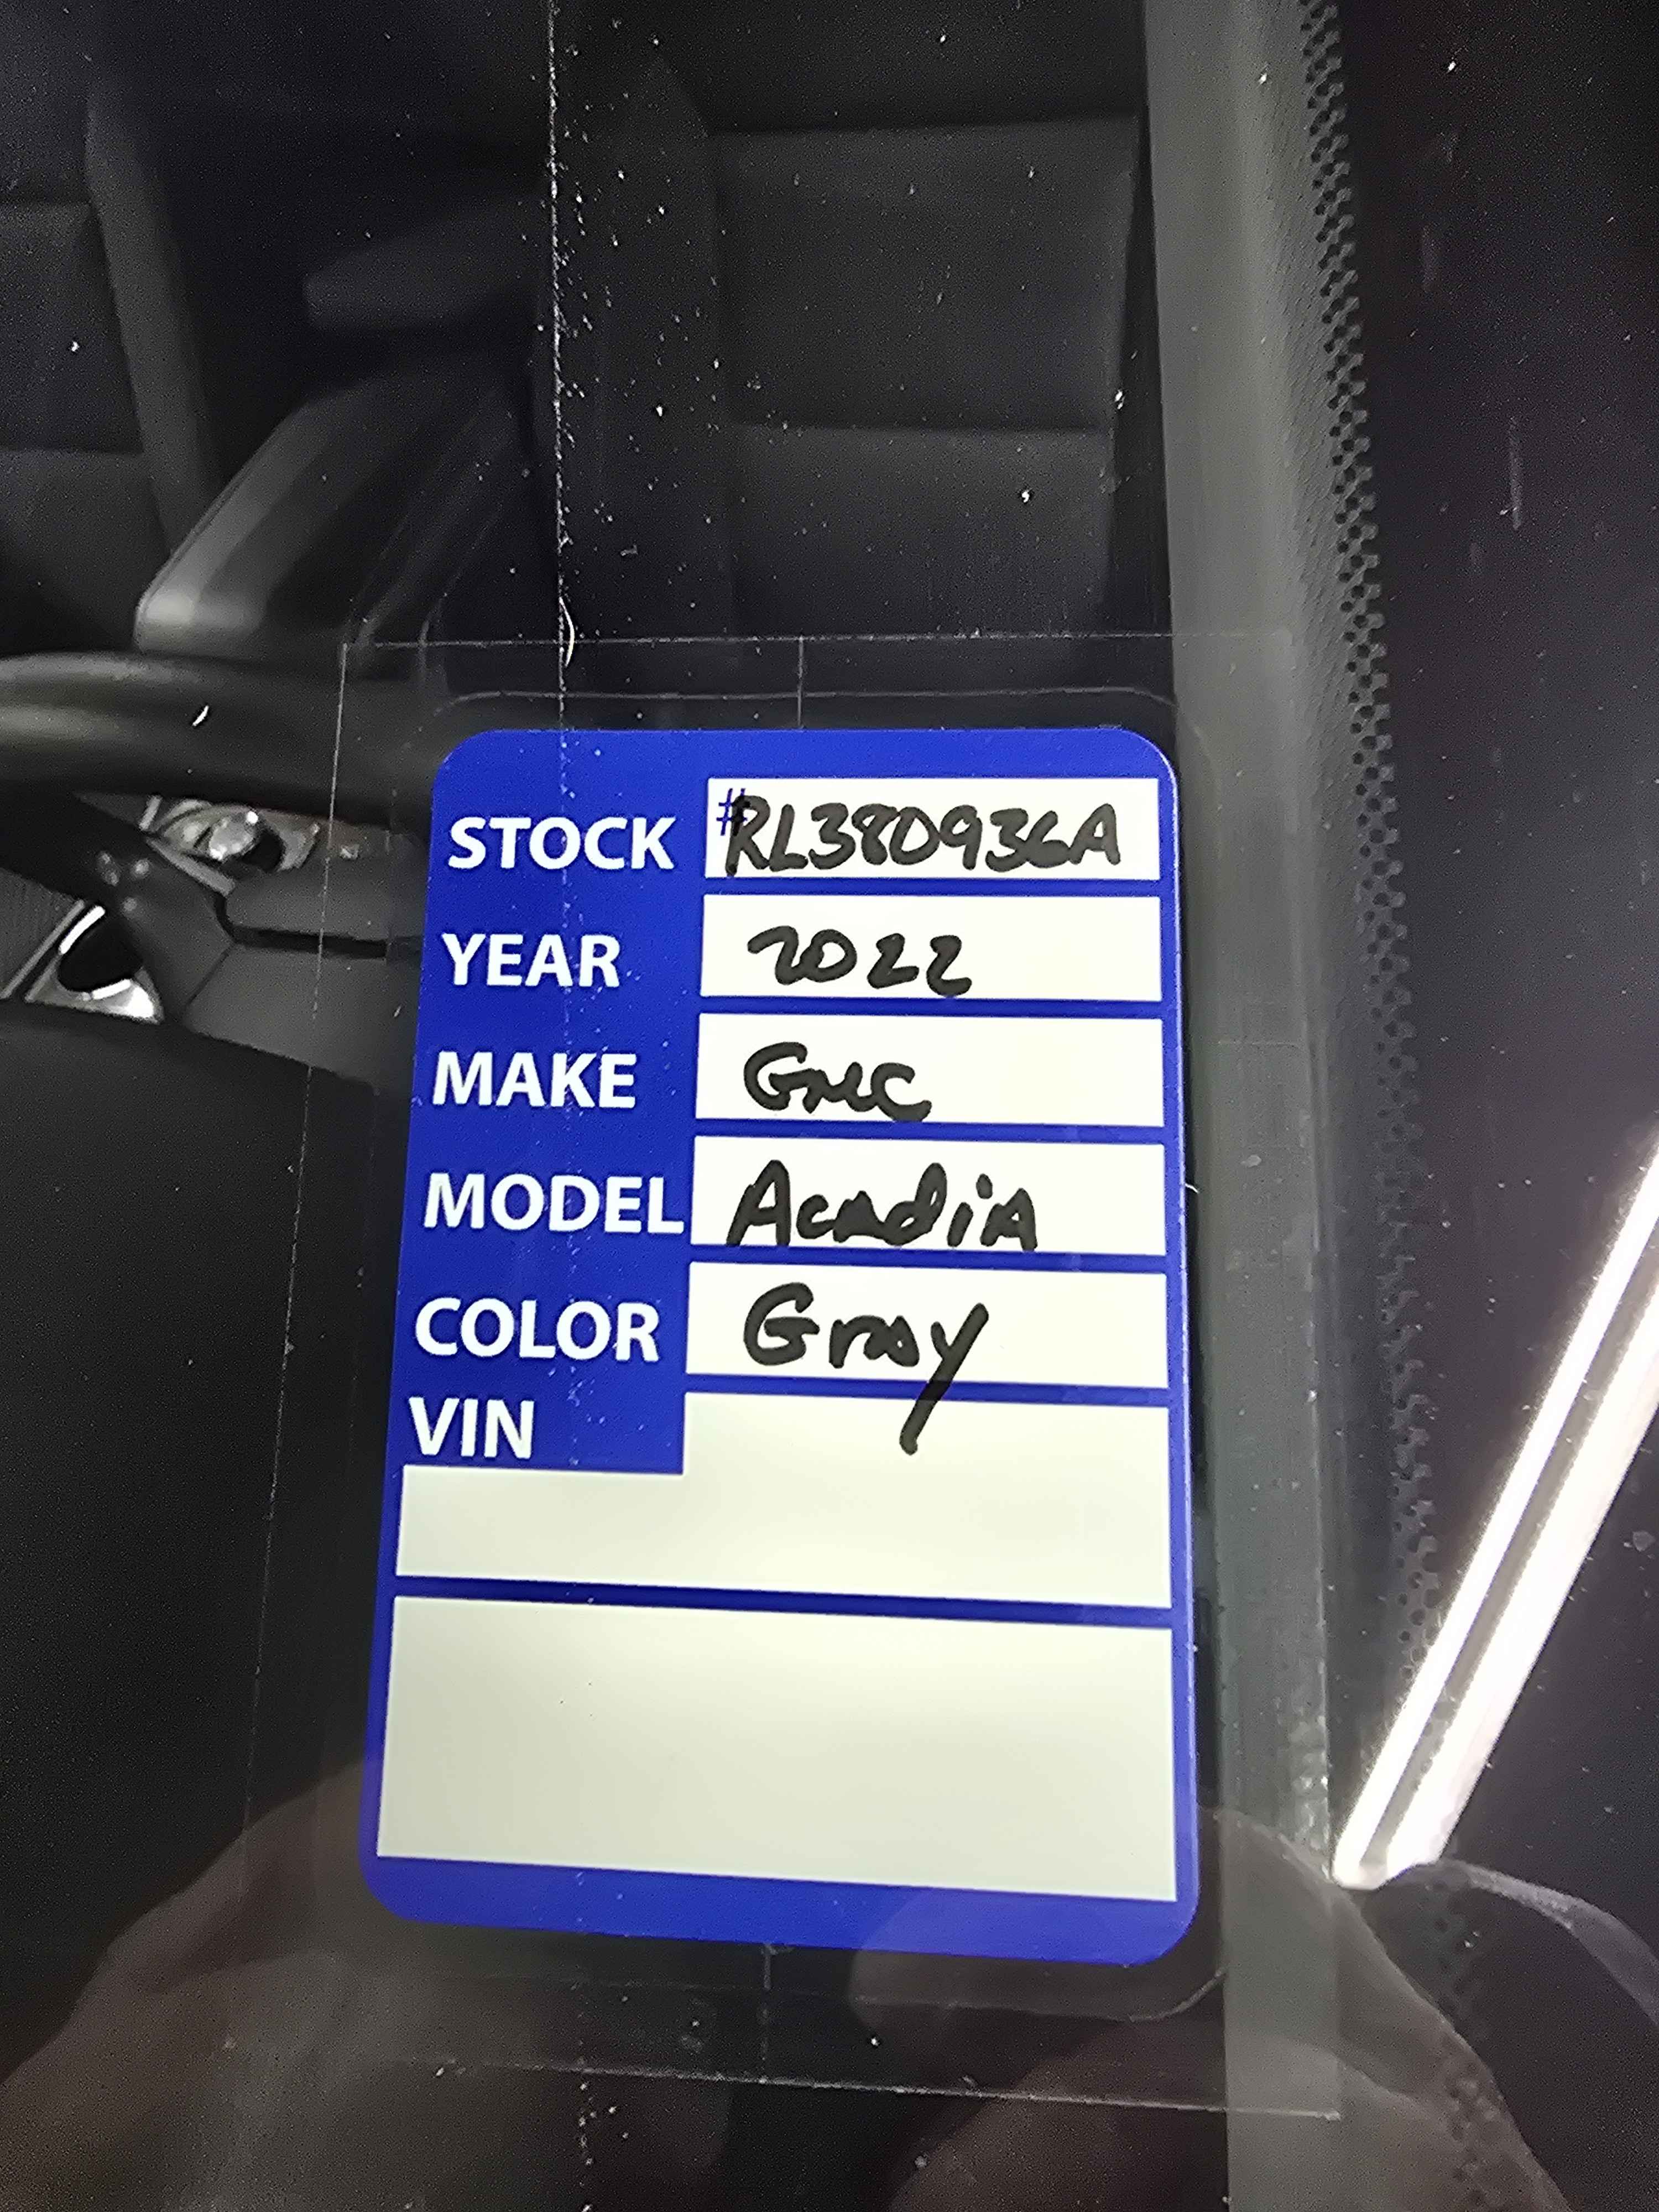 STOCK #RL380936A
YEAR 2022
MAKE GMC
MODEL Acadia
COLOR Gray
VIN